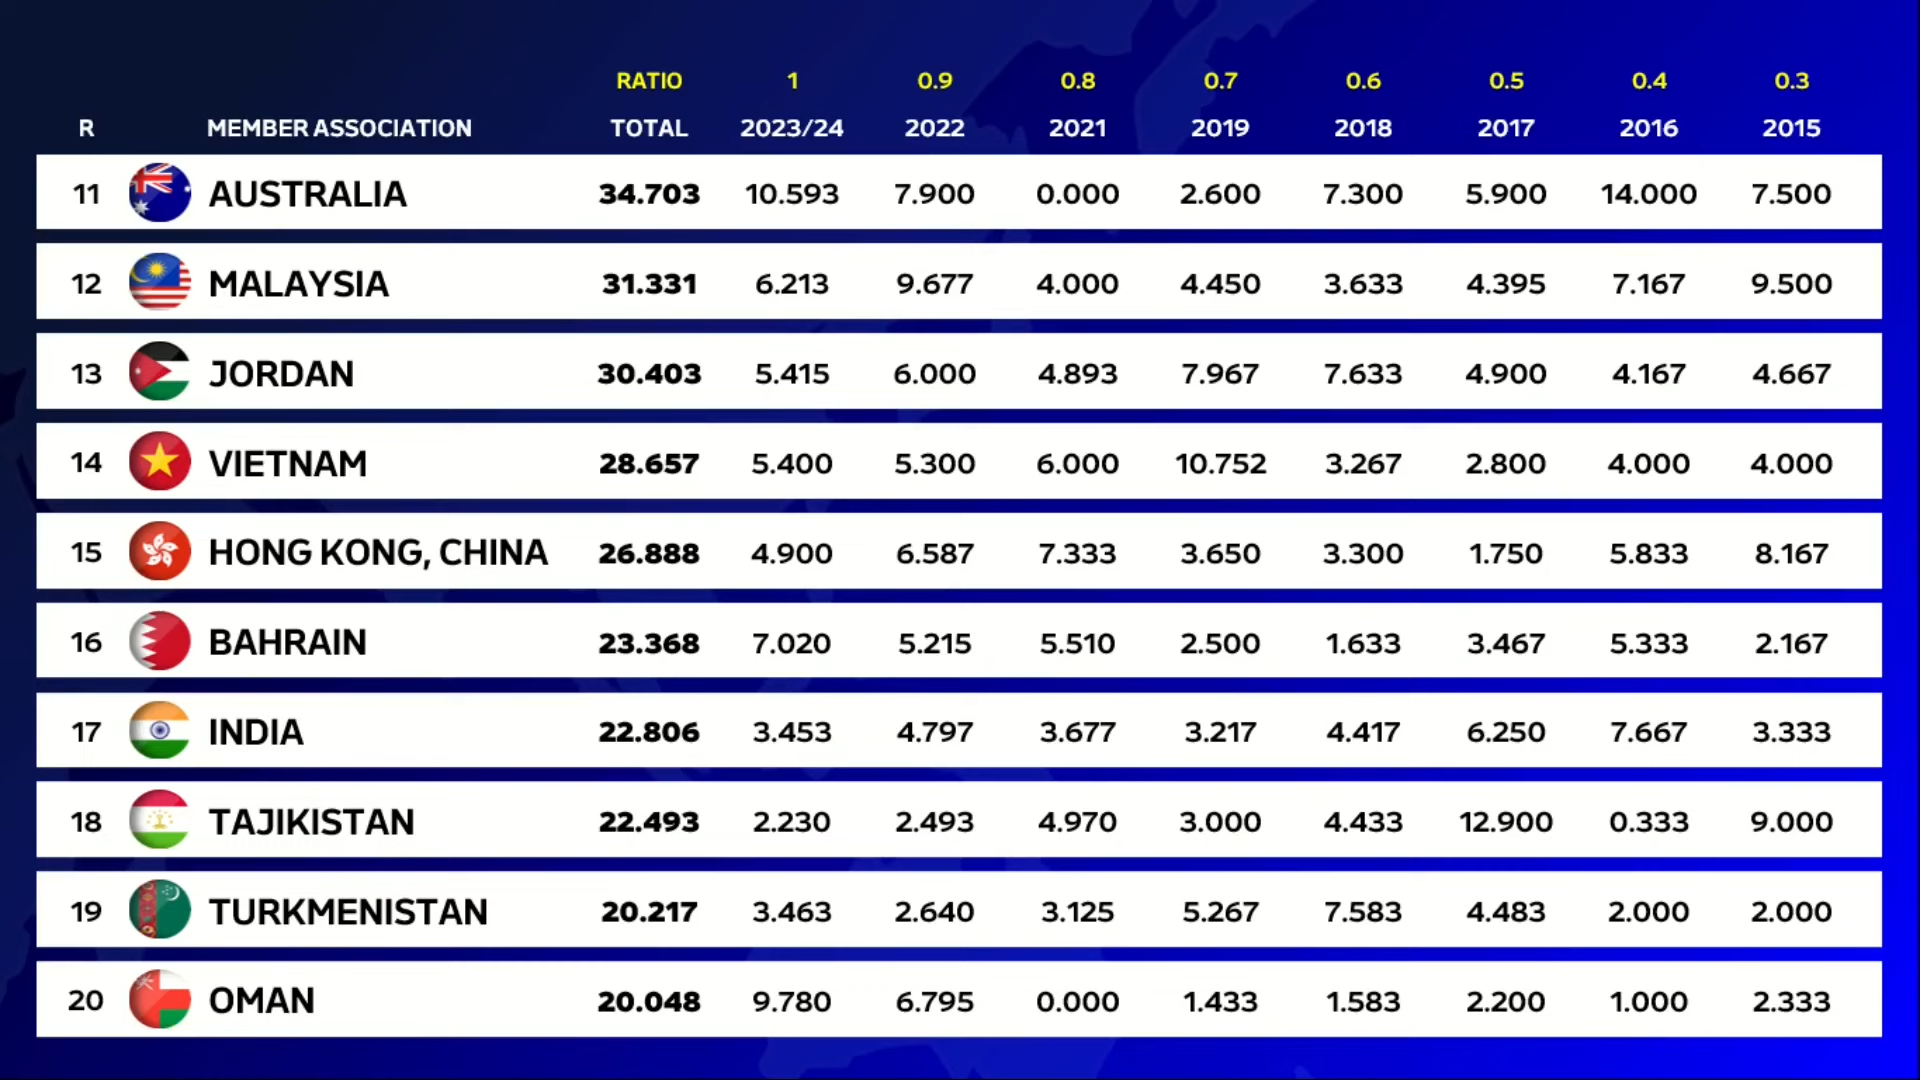 RATIO 1 0.9 0.8 0.7 0.6 0.5 0.4 0.3
R MEMBER ASSOCIATION TOTAL 2023/24 2022 2021 2019 2018 2017 2016 2015
11 AUSTRALIA 34.703 10.593 7.900 0.000 2.600 7.300 5.900 14.000 7.500
12 MALAYSIA 31.331 6.213 9.677 4.000 4.450 3.633 4.395 7.167 9.500
13 JORDAN 30.403 5.415 6.000 4.893 7.967 7.633 4.900 4.167 4.667
14 VIETNAM 28.657 5.400 5.300 6.000 10.752 3.267 2.800 4.000 4.000
15 HONG KONG, CHINA 26.888 4.900 6.587 7.333 3.650 3.300 1.750 5.833 8.167
16 BAHRAIN 23.368 7.020 5.215 5.510 2.500 1.633 3.467 5.333 2.167
17 INDIA 22.806 3.453 4.797 3.677 3.217 4.417 6.250 7.667 3.333
18 TAJIKISTAN 22.493 2.230 2.493 4.970 3.000 4.433 12.900 0.333 9.000
19 TURKMENISTAN 20.217 3.463 2.640 3.125 5.267 7.583 4.483 2.000 2.000
20 OMAN 20.048 9.780 6.795 0.000 1.433 1.583 2.200 1.000 2.333